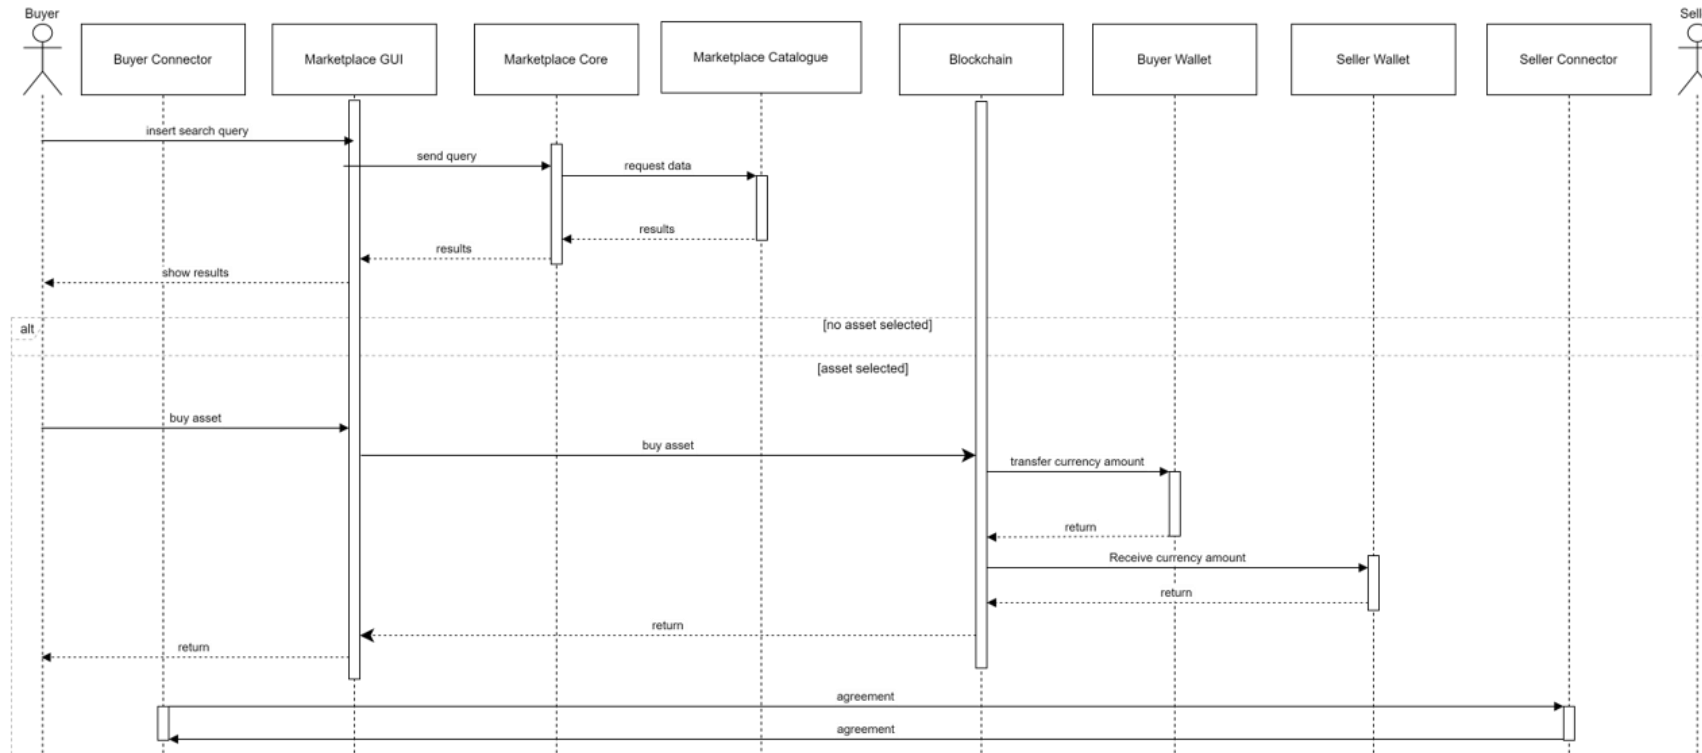 Buyer
Sell
Buyer Connector
Marketplace GUI
Marketplace Core
Marketplace Catalogue
Blockchain
Buyer Wallet
Seller Wallet
Seller Connector
insert search query
send query
request data
results
results
show results
alt
[no asset selected]
[asset selected]
buy asset
buy asset
transfer currency amount
return
Receive currency amount
return
return
return
agreement
agreement